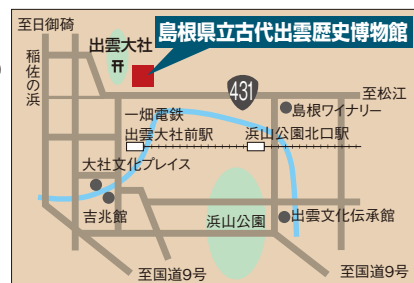 至日御碕
出雲大社
島根県立古代出雲歴史博物館
稲佐の浜
431
至松江
島根ワイナリー
一畑電鉄
出雲大社前駅
浜山公園北口駅
大社文化プレイス
吉兆館
浜山公園
出雲文化伝承館
至国道9号
至国道9号